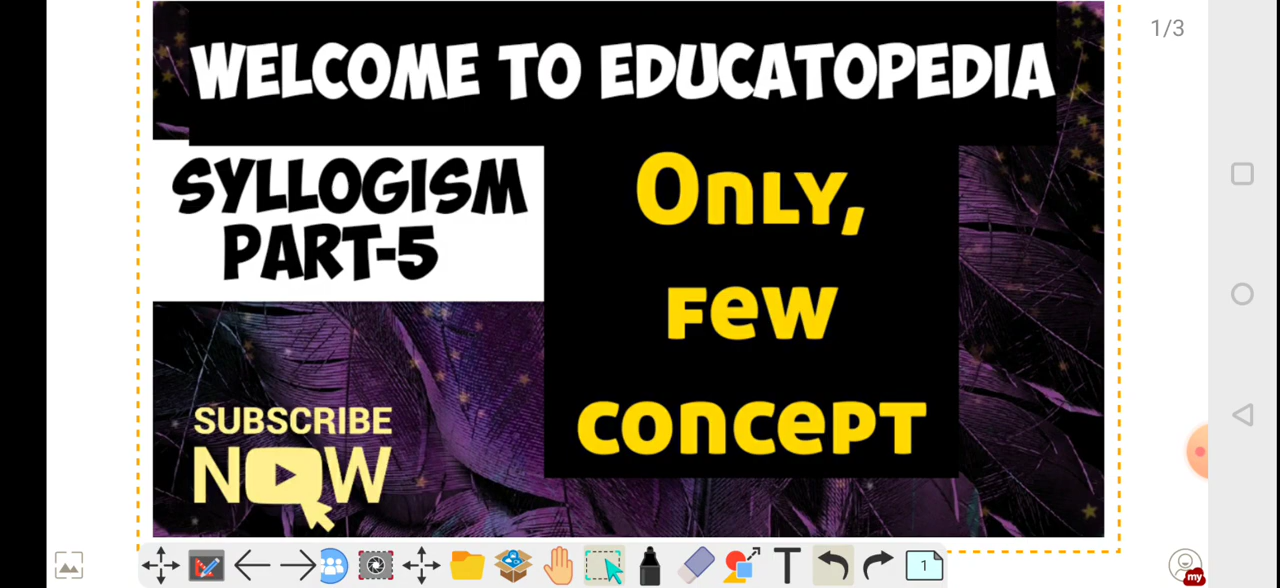 1/3
WELCOME TO EDUCATOPEDIA
SYLLOGISM
PART-5
Only,
few
concept
SUBSCRIBE
NOW
T
1
my